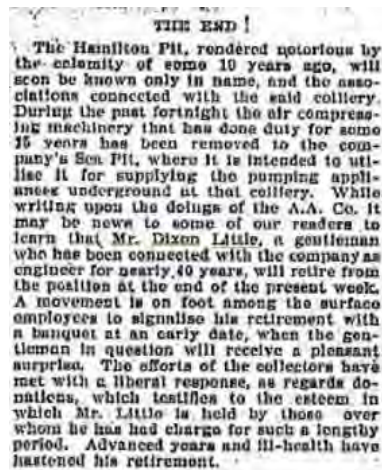 THE END!
The Hamilton Pit, rendered notorious by
the calamity of some 10 years ago, will
soon be known only in name, and the asso-
ciations connected with the said colliery.
During the past fortnight the air compress-
ing machinery that has done duty for some
15 years has been removed to the com-
pany's Sea Pit, where it is intended to uti-
lise it for supplying the pumping appli-
ances underground at that colliery. While
writing upon the doings of the A.A. Co. it
may be news to some of our readers to
learn that Mr. Dixon Little, a gentleman
who has been connected with the company as
engineer for nearly 40 years, will retire from
the position at the end of the present week.
A movement is on foot among the surface
employees to signalise his retirement with
a banquet at an early date, when the gen-
tleman in question will receive a pleasant
surprise. The efforts of the collectors have
met with a liberal response, as regards do-
nations, which testifies to the esteem in
which Mr. Little is held by those over
whom he has had charge for such a lengthy
period. Advanced years and ill-health have
hastened his retirement.